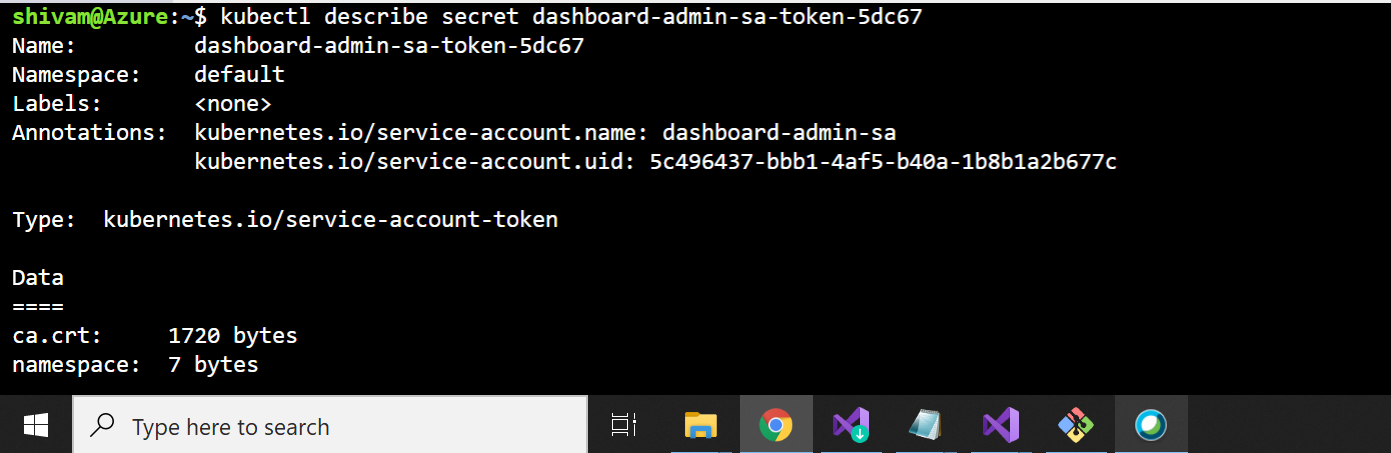 shivam@Azure:~$ kubectl describe secret dashboard-admin-sa-token-5dc67
Name:         dashboard-admin-sa-token-5dc67
Namespace:    default
Labels:       <none>
Annotations:  kubernetes.io/service-account.name: dashboard-admin-sa
              kubernetes.io/service-account.uid: 5c496437-bbb1-4af5-b40a-1b8b1a2b677c
Type:  kubernetes.io/service-account-token
Data
====
ca.crt:     1720 bytes
namespace:  7 bytes
Type here to search